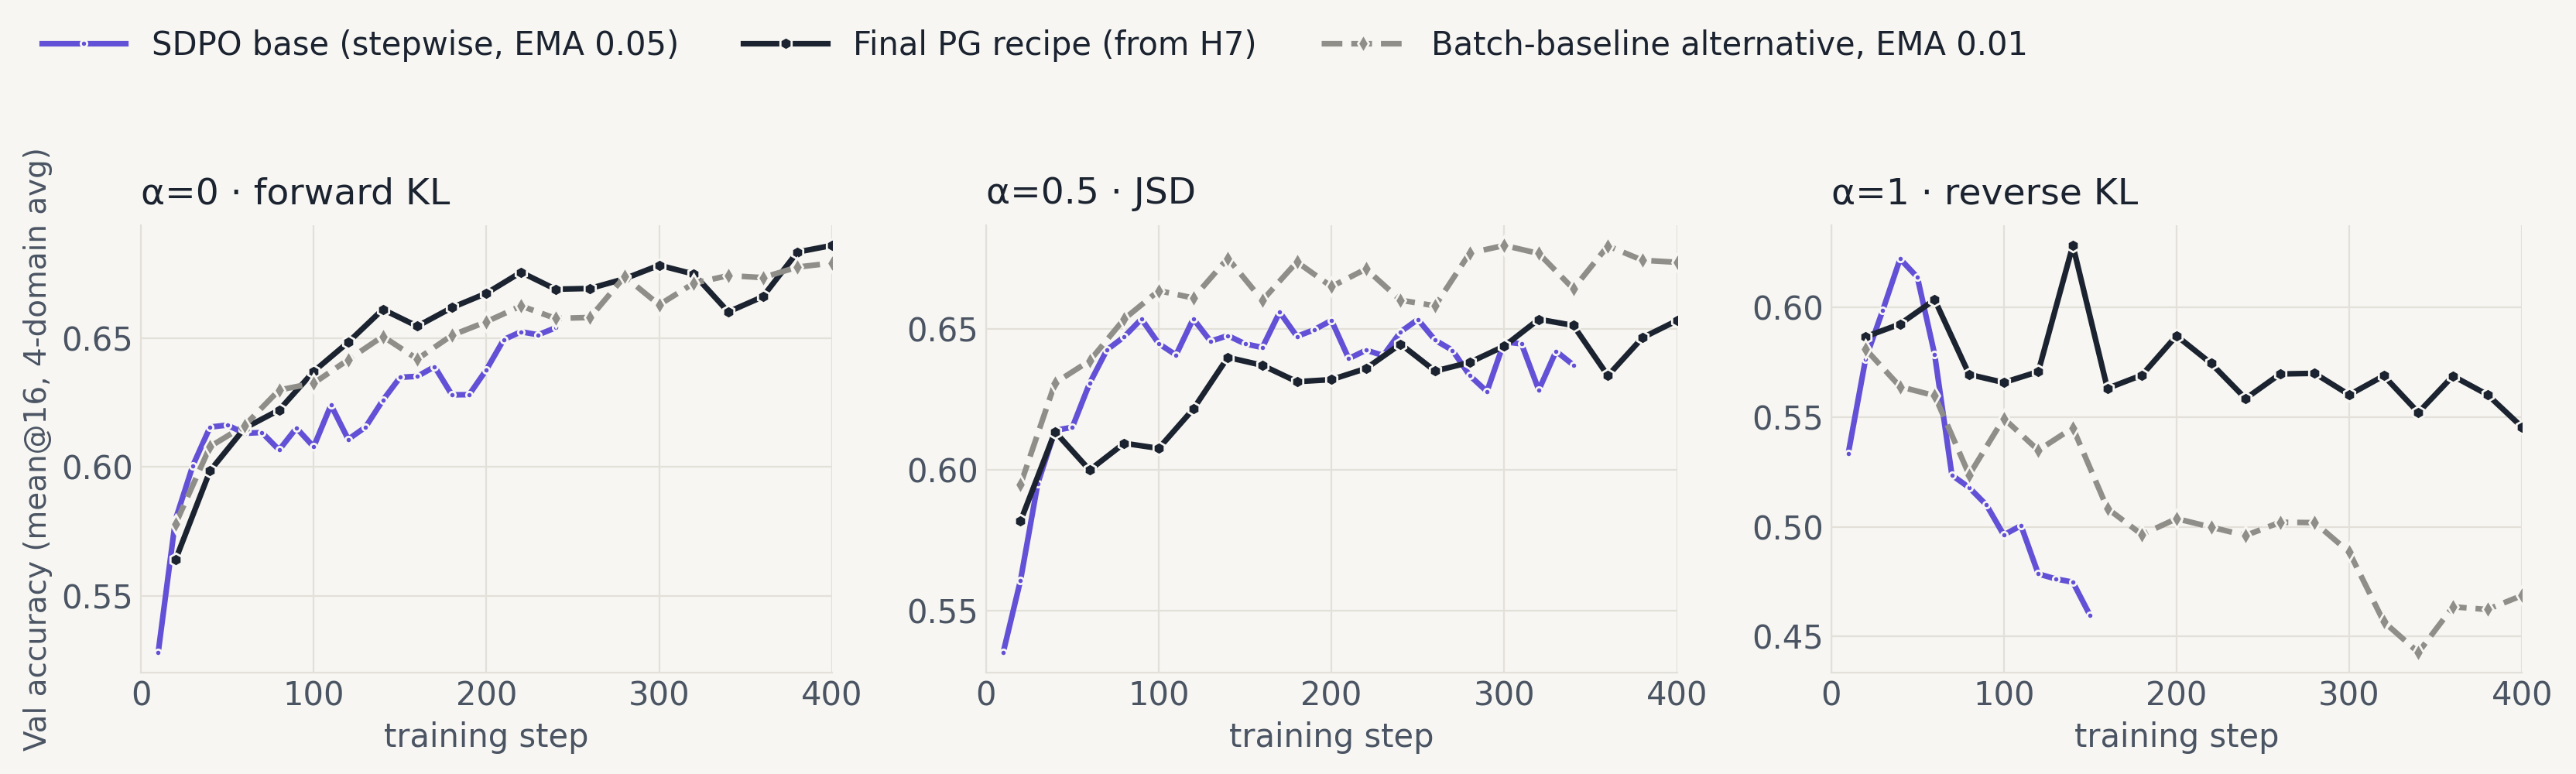 SDPO base (stepwise, EMA 0.05)
Final PG recipe (from H7)
Batch-baseline alternative, EMA 0.01
Val accuracy (mean@16, 4-domain avg)
α=0 · forward KL
0.65
0.60
0.55
0
100
200
300
400
training step
α=0.5 · JSD
0.65
0.60
0.55
0
100
200
300
400
training step
α=1 · reverse KL
0.60
0.55
0.50
0.45
0
100
200
300
400
training step